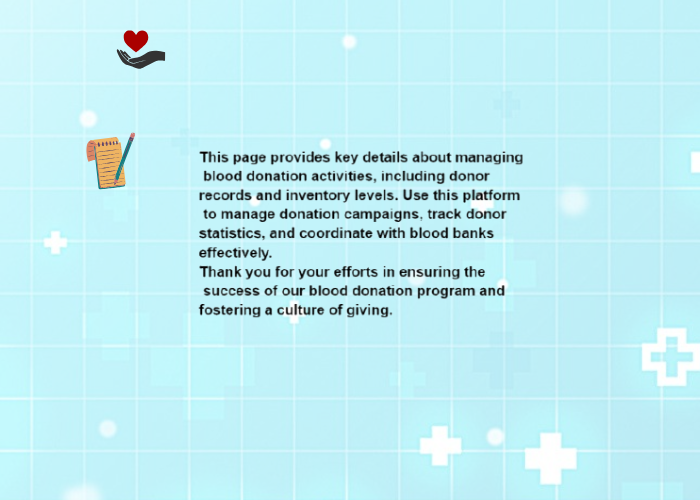 This page provides key details about managing
blood donation activities, including donor
records and inventory levels. Use this platform
to manage donation campaigns, track donor
statistics, and coordinate with blood banks
effectively.
Thank you for your efforts in ensuring the
success of our blood donation program and
fostering a culture of giving.